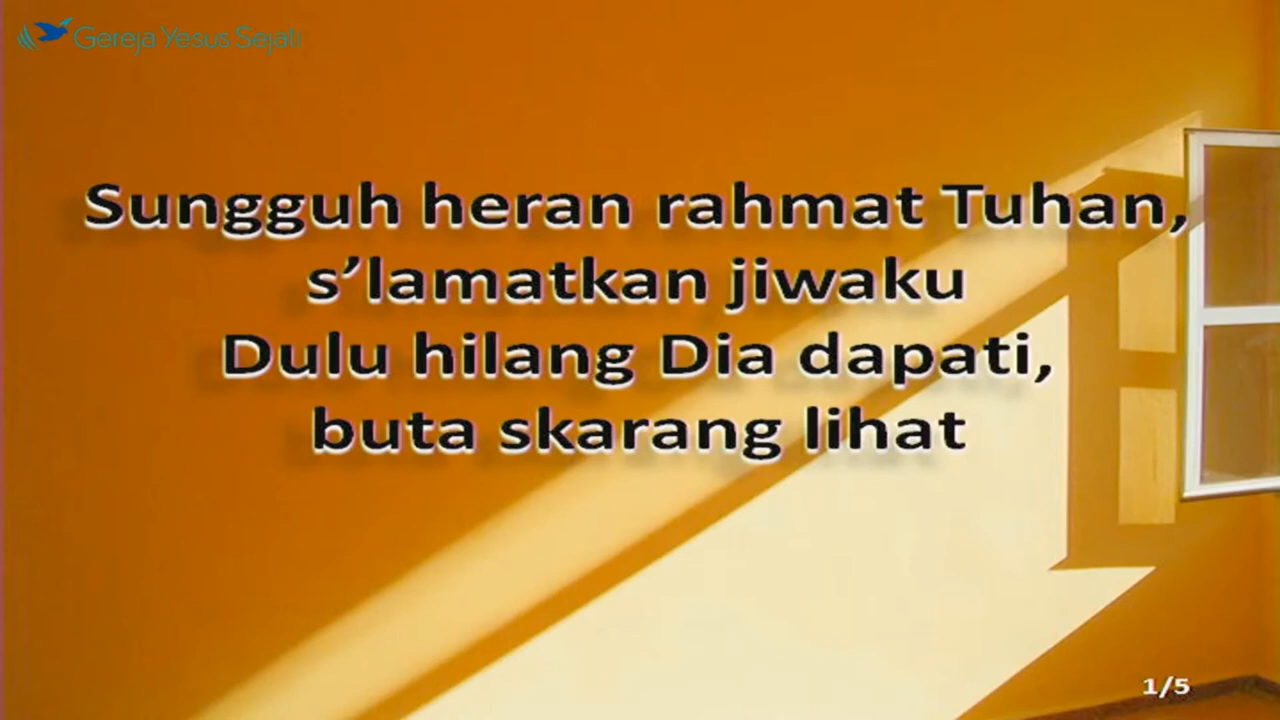 Gereja Yesus Sejati
Sungguh heran rahmat Tuhan,
s’lamatkan jiwaku
Dulu hilang Dia dapati,
buta skarang lihat
1/5